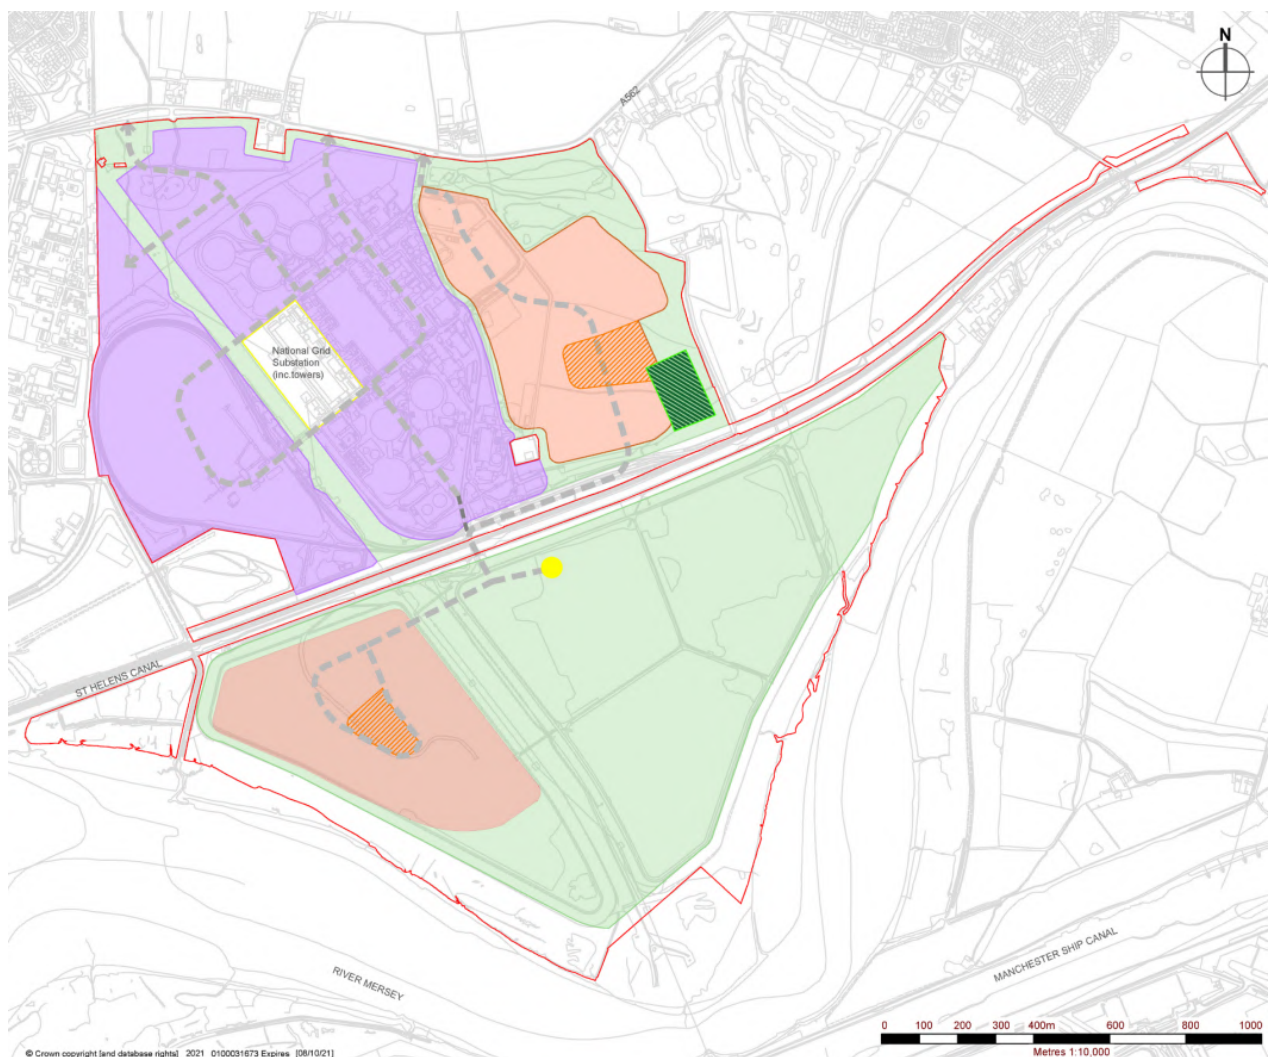 N
A562
National Grid
Substation
(inc.towers)
ST HELENS CANAL
RIVER MERSEY
MANCHESTER SHIP CANAL
0 100 200 300 400m 600 800 1000
Metres 1:10,000
© Crown copyright [and database rights] 2021 0100031673 Expires [08/10/21]